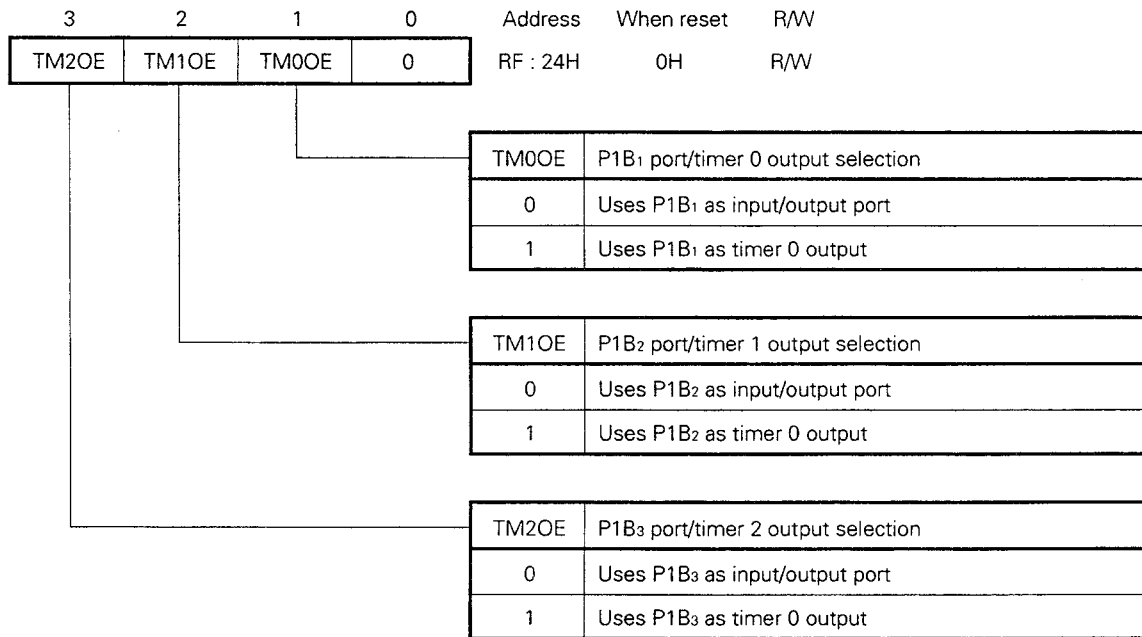 3 2 1 0 Address When reset R/W
TM2OE TM1OE TM0OE 0 RF : 24H 0H R/W
TM0OE P1B₁ port/timer 0 output selection
0 Uses P1B₁ as input/output port
1 Uses P1B₁ as timer 0 output
TM1OE P1B₂ port/timer 1 output selection
0 Uses P1B₂ as input/output port
1 Uses P1B₂ as timer 0 output
TM2OE P1B₃ port/timer 2 output selection
0 Uses P1B₃ as input/output port
1 Uses P1B₃ as timer 0 output